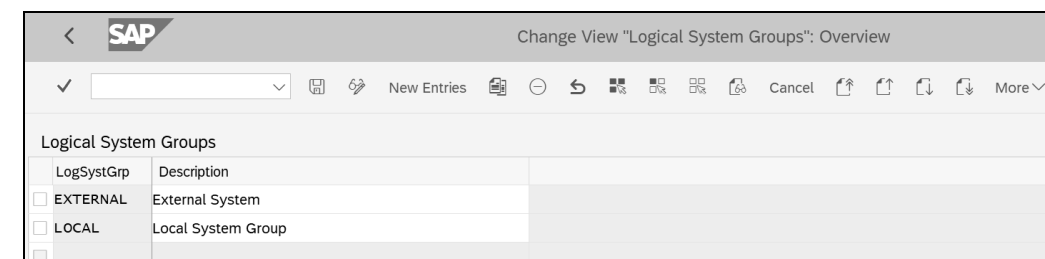 SAP Change View "Logical System Groups": Overview
New Entries Cancel More
Logical System Groups
LogSystGrp Description
EXTERNAL External System
LOCAL Local System Group